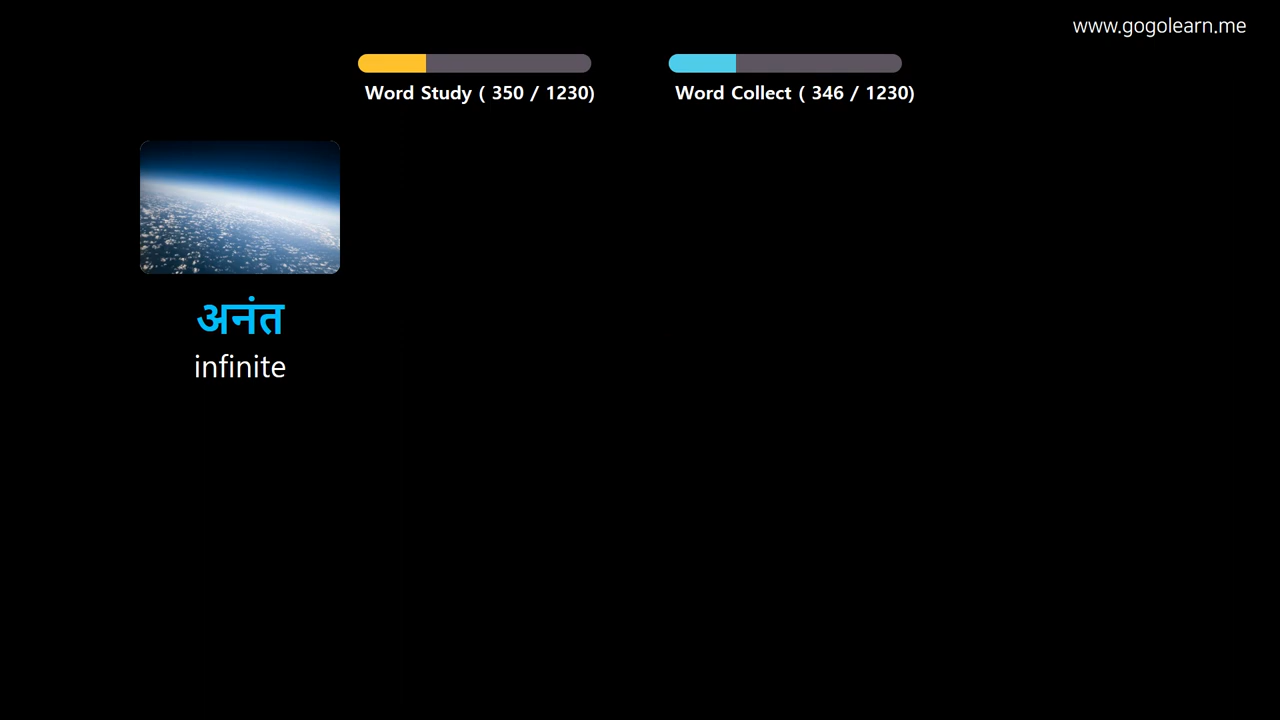 www.gogolearn.me
Word Study ( 350 / 1230)
Word Collect ( 346 / 1230)
अनंत
infinite